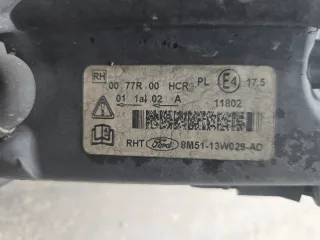 RH
00 77R 00 HCR PL E4 17.5
01 1a 02 A 11802
RHT Ford 8M51-13W029-AD